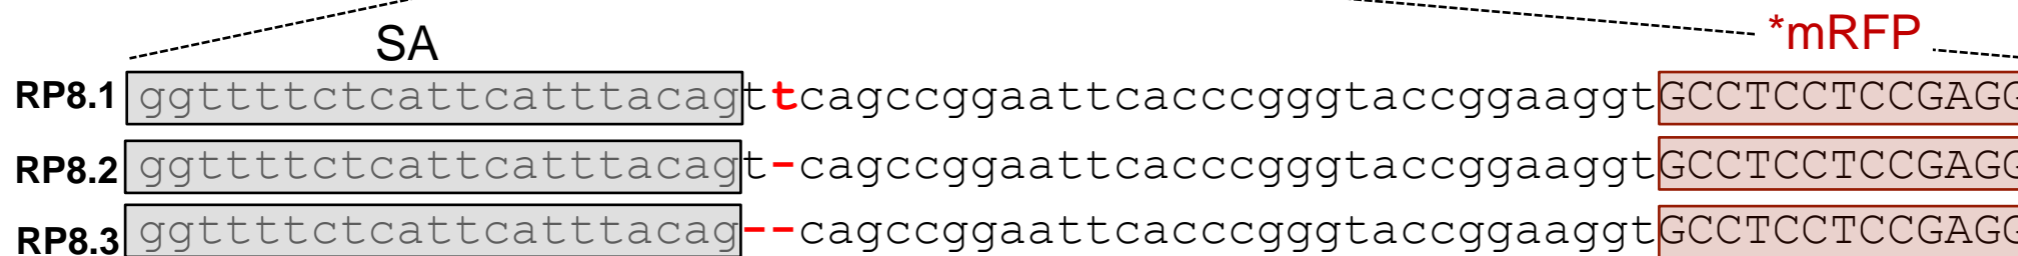 SA
*mRFP
RP8.1 ggttttctcattcatttacagttcagccggaattcacccgggtaccggaaggtGCCTCCTCCGAGG
RP8.2 ggttttctcattcatttacagt-cagccggaattcacccgggtaccggaaggtGCCTCCTCCGAGG
RP8.3 ggttttctcattcatttacag--cagccggaattcacccgggtaccggaaggtGCCTCCTCCGAGG